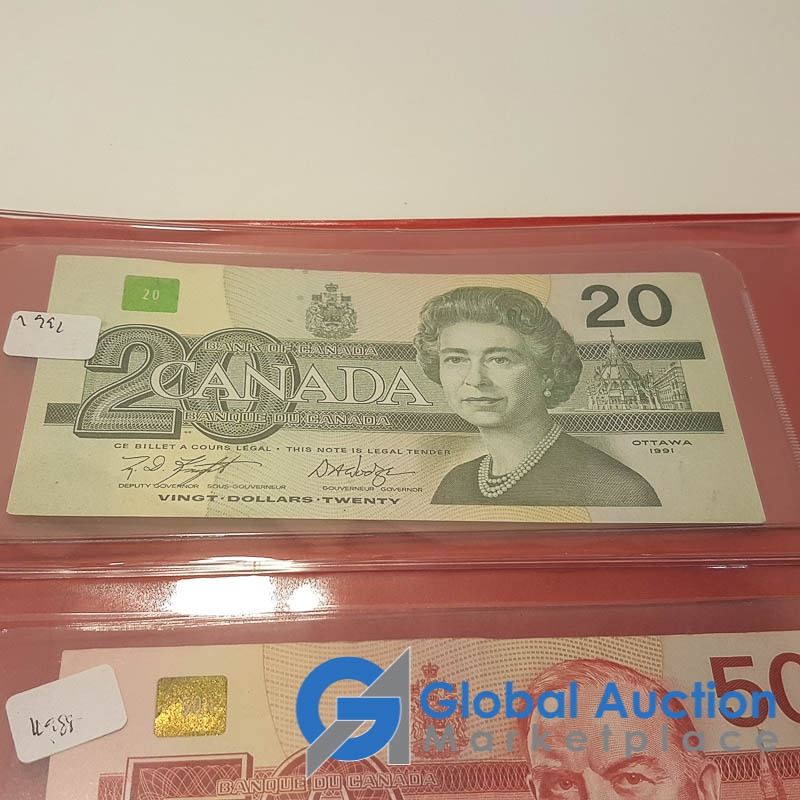 20
20
BANK OF CANADA
20
CANADA
BANQUE DU CANADA
CE BILLET A COURS LEGAL · THIS NOTE IS LEGAL TENDER
OTTAWA
1991
DEPUTY GOVERNOR SOUS-GOUVERNEUR GOUVERNEUR GOVERNOR
VINGT·DOLLARS·TWENTY
50
BANQUE DU CANADA
Global Auction
Marketplace